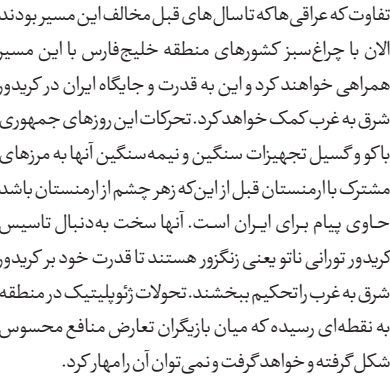 تفاوت که عراقی‌ها که تا سال های قبل مخالف این مسیر بودند
الان با چراغ‌سبز کشورهای منطقه خلیج‌فارس با این مسیر
همراهی خواهند کرد و این به قدرت و جایگاه ایران در کریدور
شرق به غرب کمک خواهد کرد. تحرکات این روزهای جمهوری
باکو و گسیل تجهیزات سنگین و نیمه‌سنگین آنها به مرزهای
مشترک با ارمنستان قبل از این‌که زهر چشم از ارمنستان باشد
حاوی پیام برای ایران است. آنها سخت به‌دنبال تاسیس
کریدور تورانی ناتو یعنی زنگزور هستند تا قدرت خود بر کریدور
شرق به غرب را تحکیم ببخشند. تحولات ژئوپلیتیک در منطقه
به نقطه‌ای رسیده که میان بازیگران تعارض منافع محسوس
شکل گرفته و خواهد گرفت و نمی‌توان آن را مهار کرد.